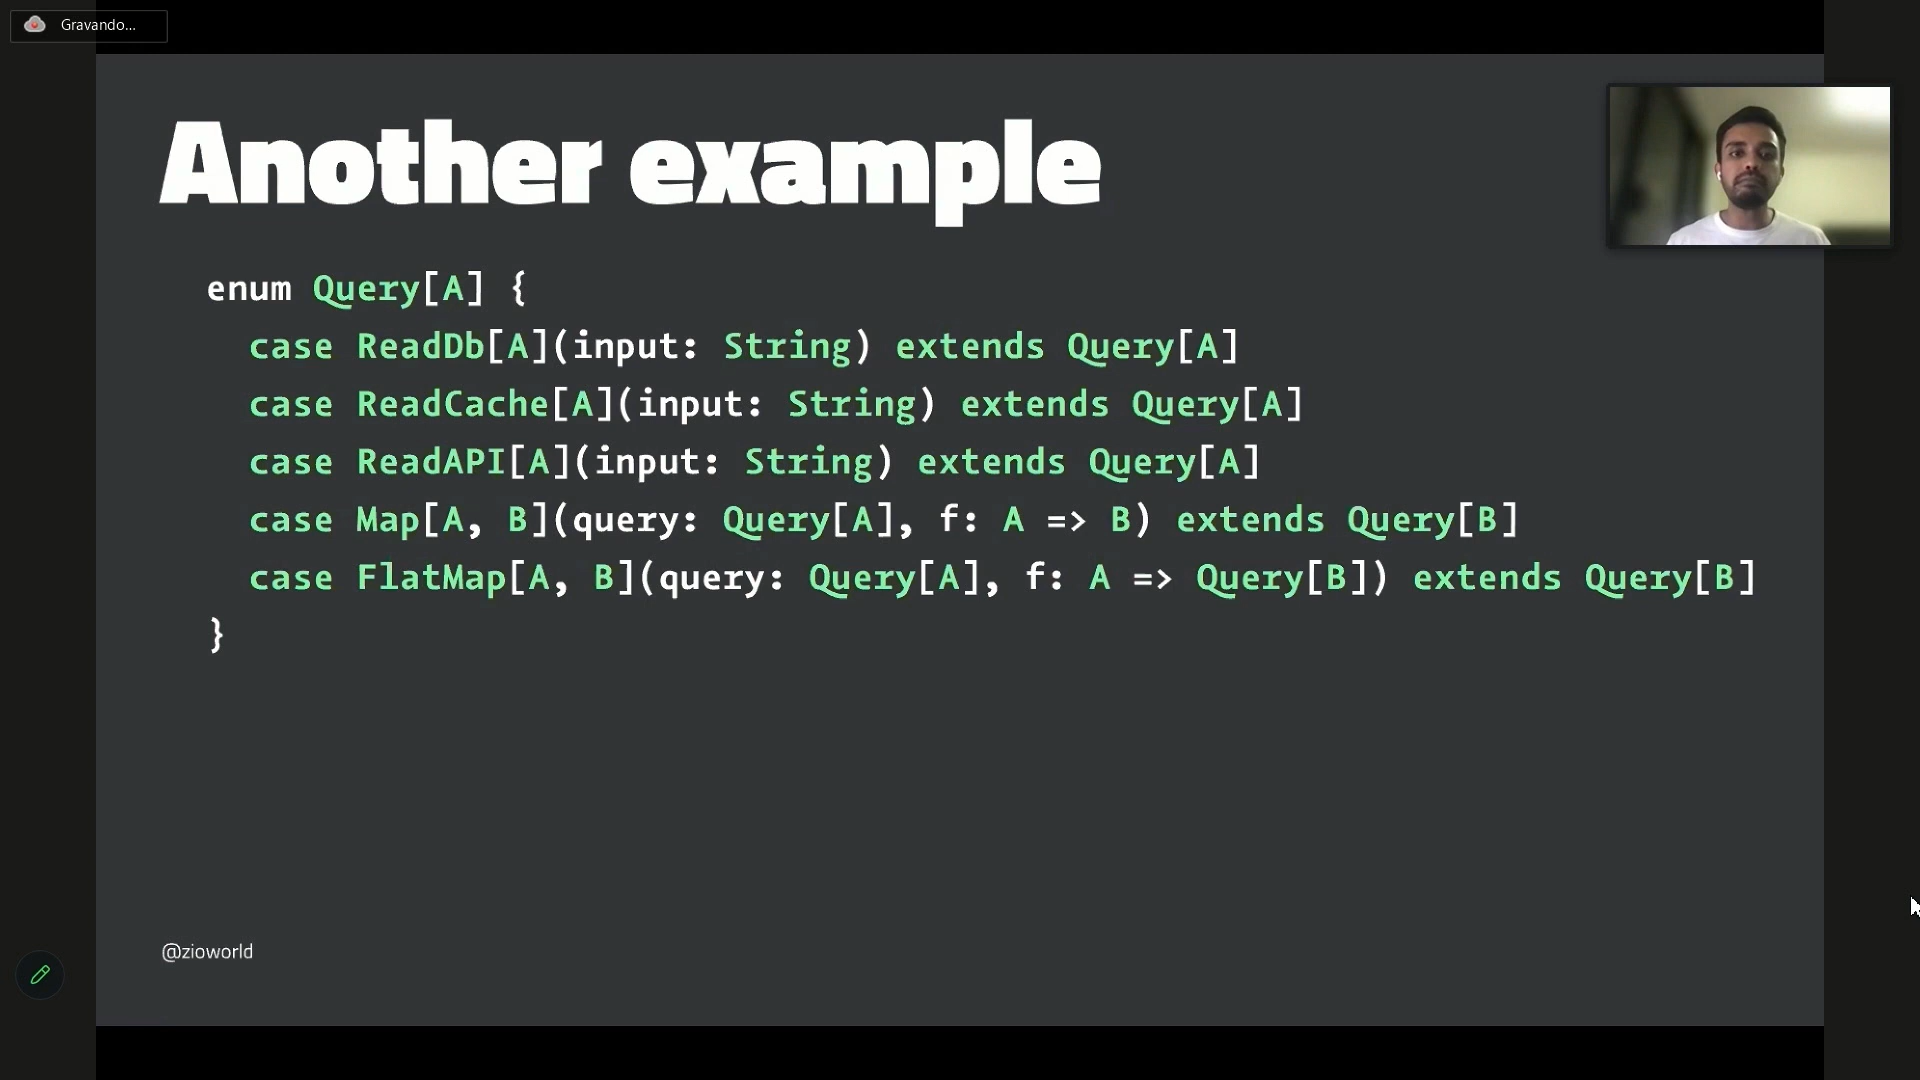 Gravando...
Another example
enum Query[A] {
  case ReadDb[A](input: String) extends Query[A]
  case ReadCache[A](input: String) extends Query[A]
  case ReadAPI[A](input: String) extends Query[A]
  case Map[A, B](query: Query[A], f: A => B) extends Query[B]
  case FlatMap[A, B](query: Query[A], f: A => Query[B]) extends Query[B]
}
@zioworld